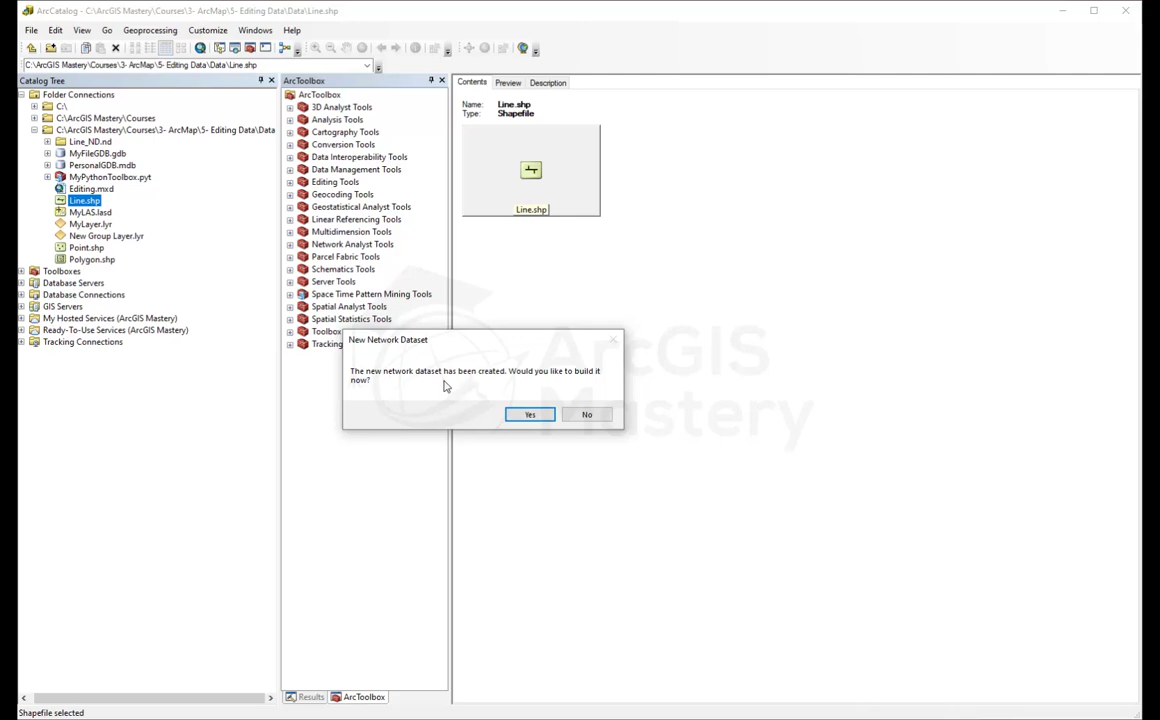 ArcCatalog - C:\ArcGIS Mastery\Courses\3- ArcMap\5- Editing Data\Data\Line.shp
File Edit View Go Geoprocessing Customize Windows Help
C:\ArcGIS Mastery\Courses\3- ArcMap\5- Editing Data\Data\Line.shp
Catalog Tree
Folder Connections
C:\
C:\ArcGIS Mastery\Courses
C:\ArcGIS Mastery\Courses\3- ArcMap\5- Editing Data\Data
Line_ND.nd
MyFileGDB.gdb
PersonalGDB.mdb
MyPythonToolbox.pyt
Editing.mxd
Line.shp
MyLAS.lasd
MyLayer.lyr
New Group Layer.lyr
Point.shp
Polygon.shp
Toolboxes
Database Servers
Database Connections
GIS Servers
My Hosted Services (ArcGIS Mastery)
Ready-To-Use Services (ArcGIS Mastery)
Tracking Connections
ArcToolbox
ArcToolbox
3D Analyst Tools
Analysis Tools
Cartography Tools
Conversion Tools
Data Interoperability Tools
Data Management Tools
Editing Tools
Geocoding Tools
Geostatistical Analyst Tools
Linear Referencing Tools
Multidimension Tools
Network Analyst Tools
Parcel Fabric Tools
Schematics Tools
Server Tools
Space Time Pattern Mining Tools
Spatial Analyst Tools
Spatial Statistics Tools
Toolbox
Tracking
Results ArcToolbox
Contents Preview Description
Name: Line.shp
Type: Shapefile
Line.shp
New Network Dataset
The new network dataset has been created. Would you like to build it
now?
Yes No
ArcGIS
Mastery
Shapefile selected